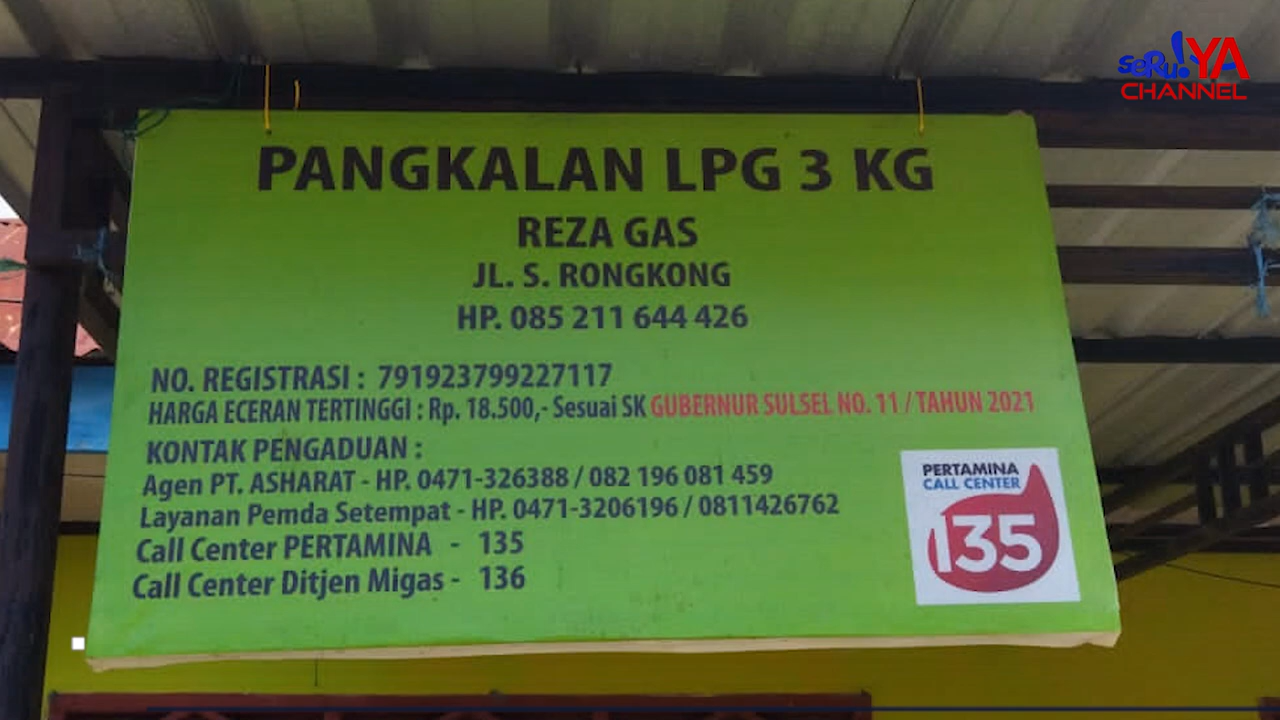 seRu!YA
CHANNEL
PANGKALAN LPG 3 KG
REZA GAS
JL. S. RONGKONG
HP. 085 211 644 426
NO. REGISTRASI : 791923799227117
HARGA ECERAN TERTINGGI : Rp. 18.500,- Sesuai SK GUBERNUR SULSEL NO. 11 / TAHUN 2021
KONTAK PENGADUAN :
Agen PT. ASHARAT - HP. 0471-326388 / 082 196 081 459
Layanan Pemda Setempat - HP. 0471-3206196 / 0811426762
Call Center PERTAMINA - 135
Call Center Ditjen Migas - 136
PERTAMINA
CALL CENTER
135